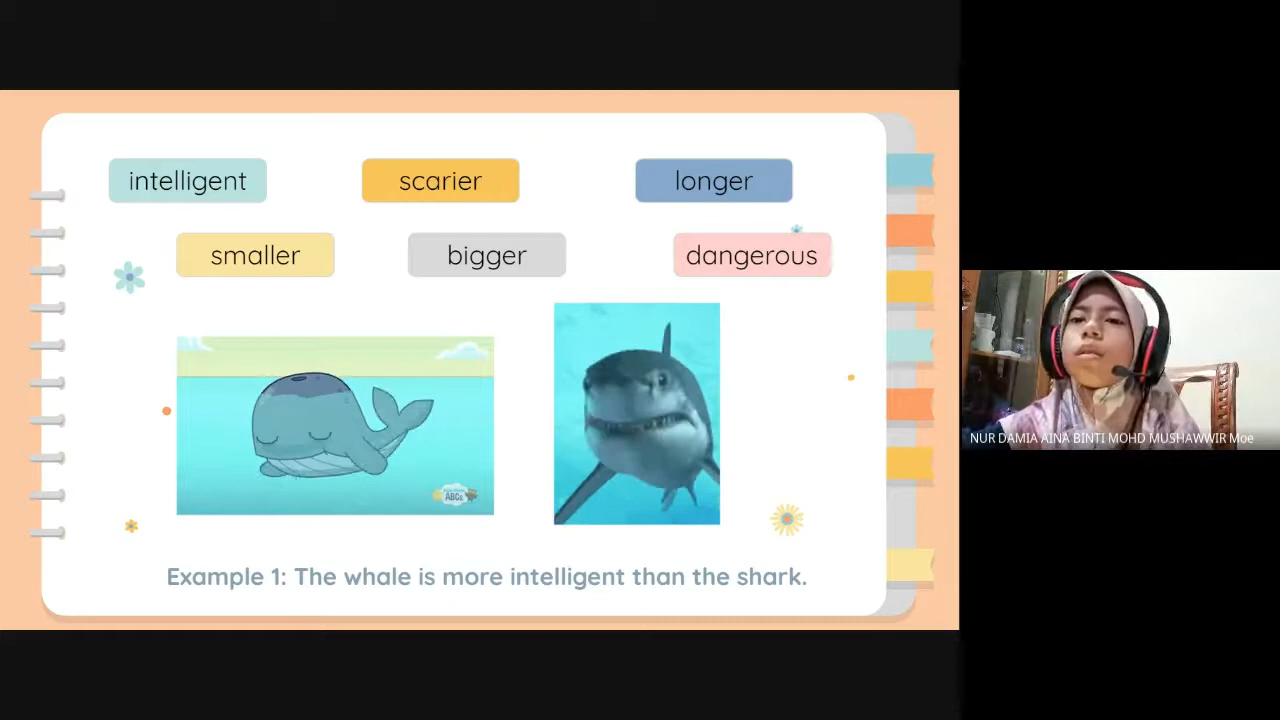 intelligent
scarier
longer
smaller
bigger
dangerous
ABCs
Example 1: The whale is more intelligent than the shark.
NUR DAMIA AINA BINTI MOHD MUSHAWWIR Moe